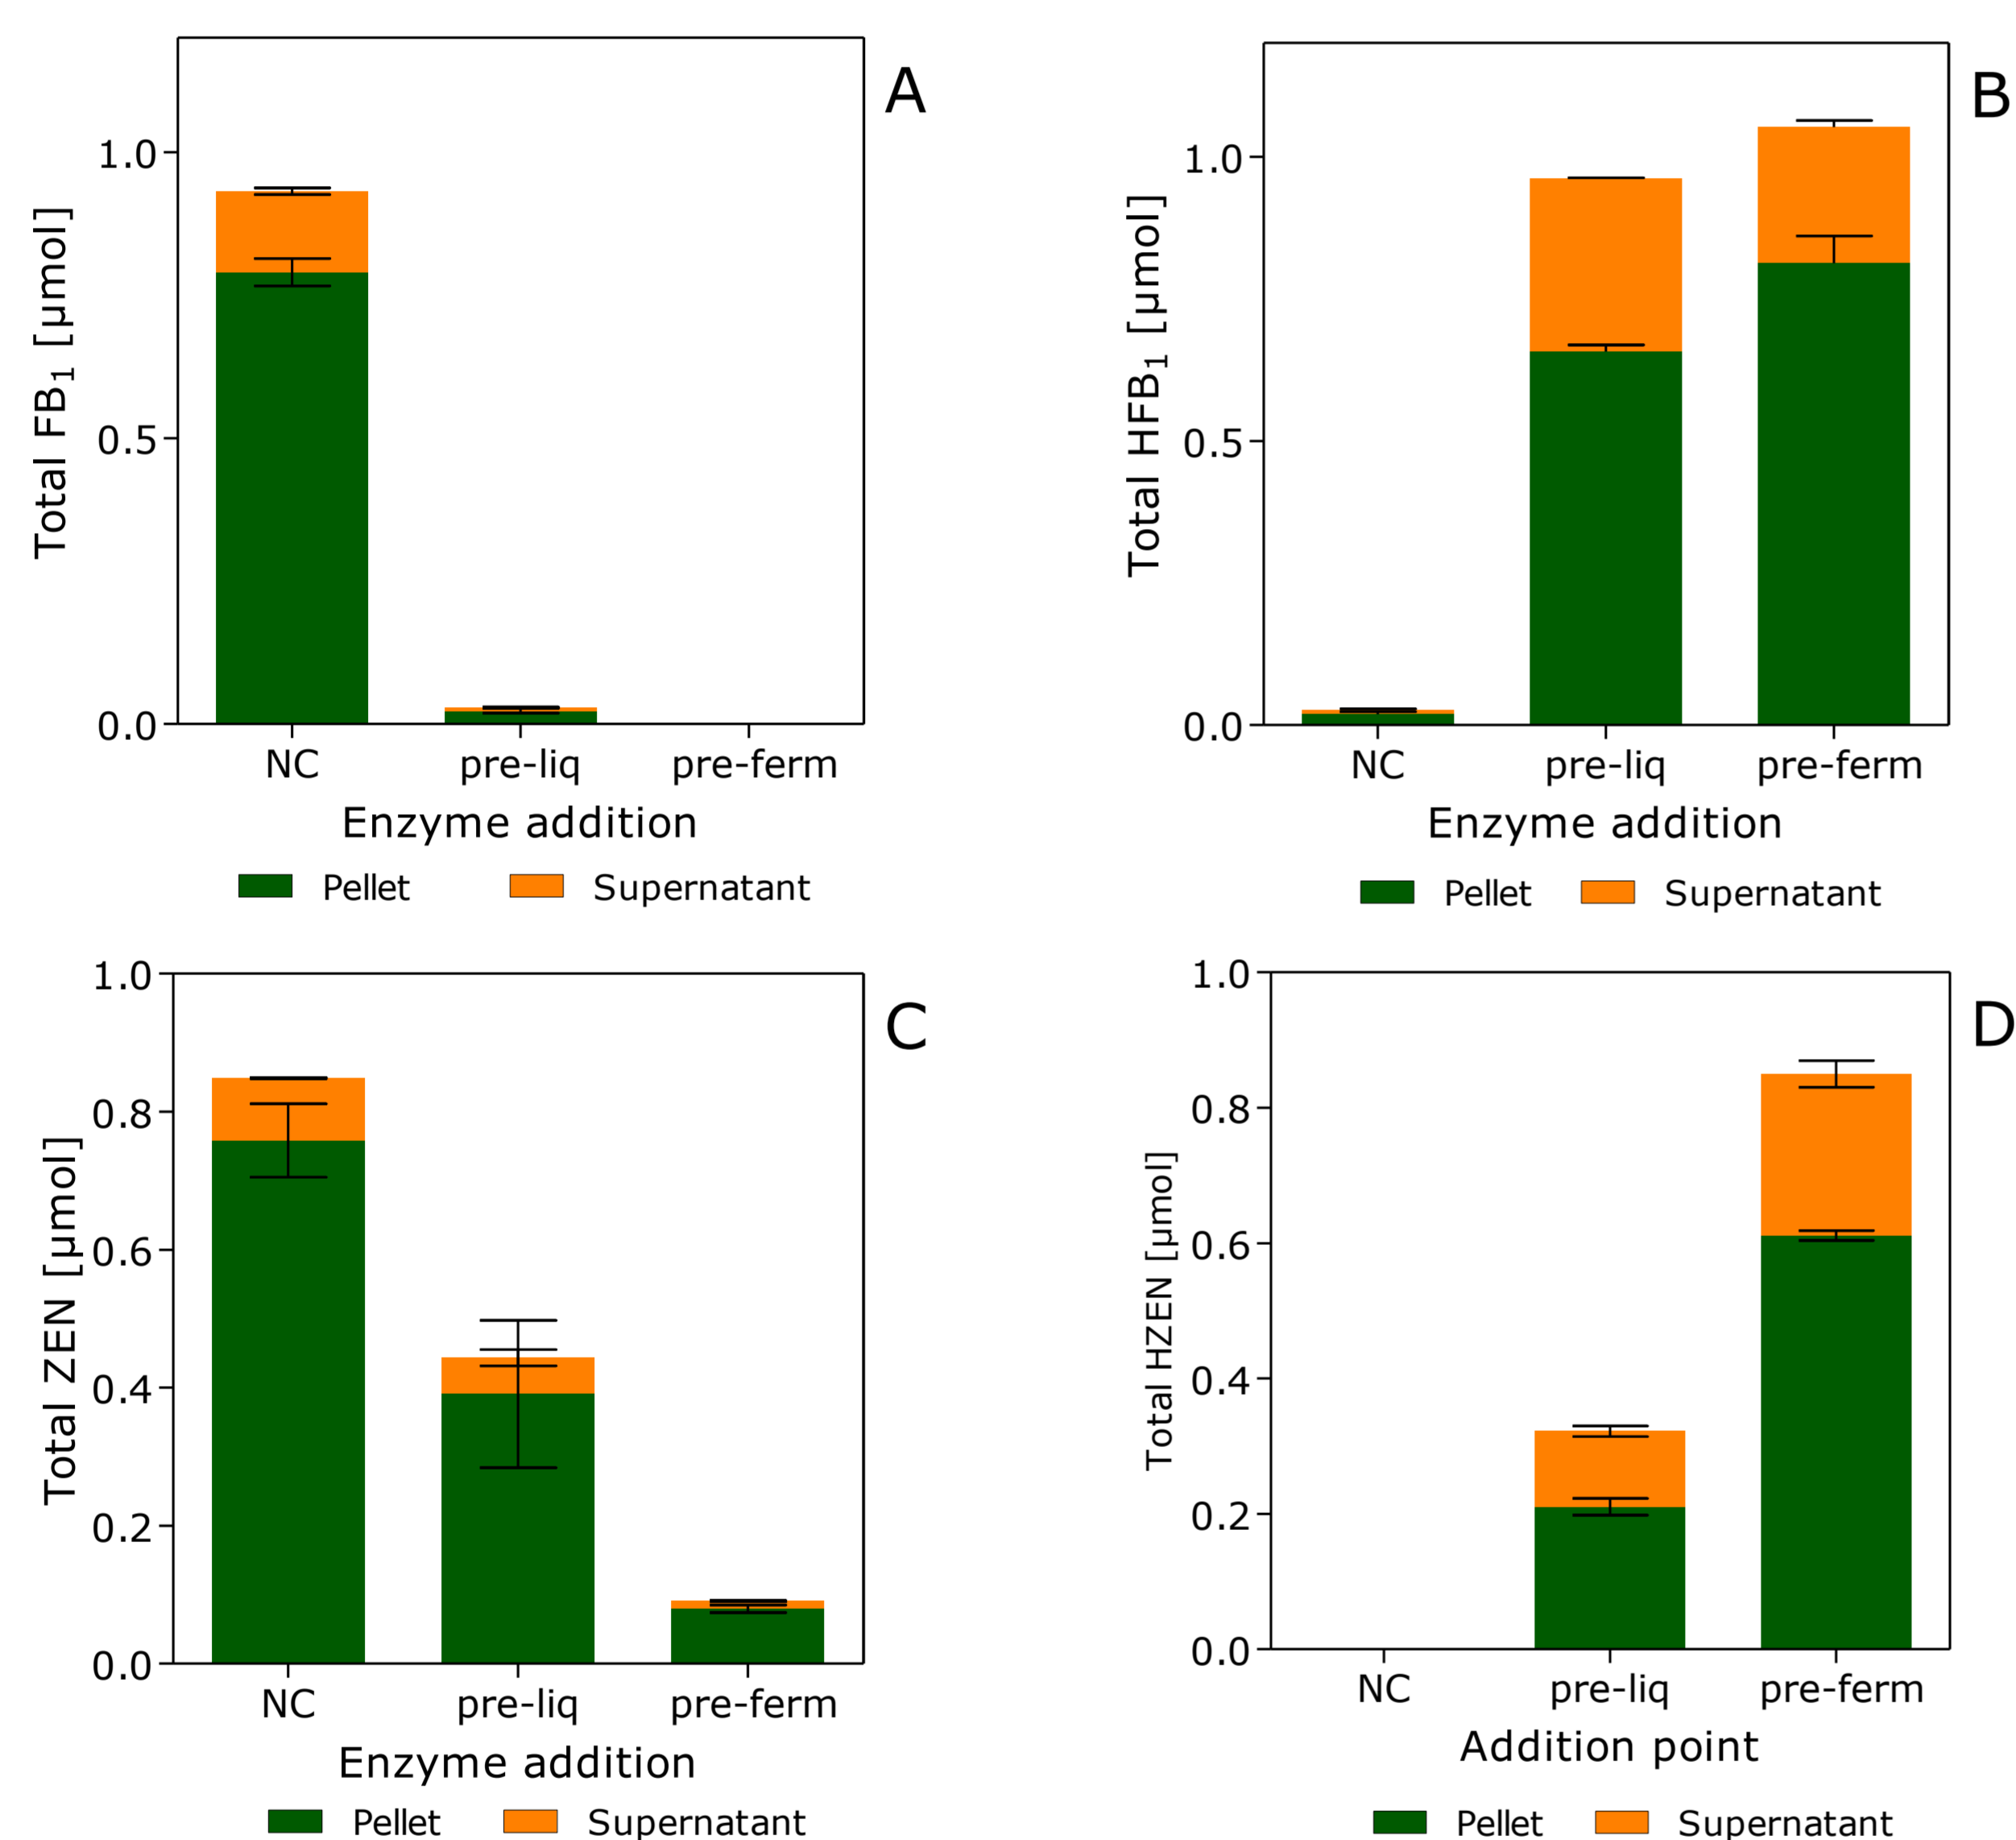 A
Total FB1 [µmol]
1.0
0.5
0.0
NC pre-liq pre-ferm
Enzyme addition
Pellet Supernatant
B
Total HFB1 [µmol]
1.0
0.5
0.0
NC pre-liq pre-ferm
Enzyme addition
Pellet Supernatant
C
Total ZEN [µmol]
1.0
0.8
0.6
0.4
0.2
0.0
NC pre-liq pre-ferm
Enzyme addition
Pellet Supernatant
D
Total HZEN [µmol]
1.0
0.8
0.6
0.4
0.2
0.0
NC pre-liq pre-ferm
Addition point
Pellet Supernatant